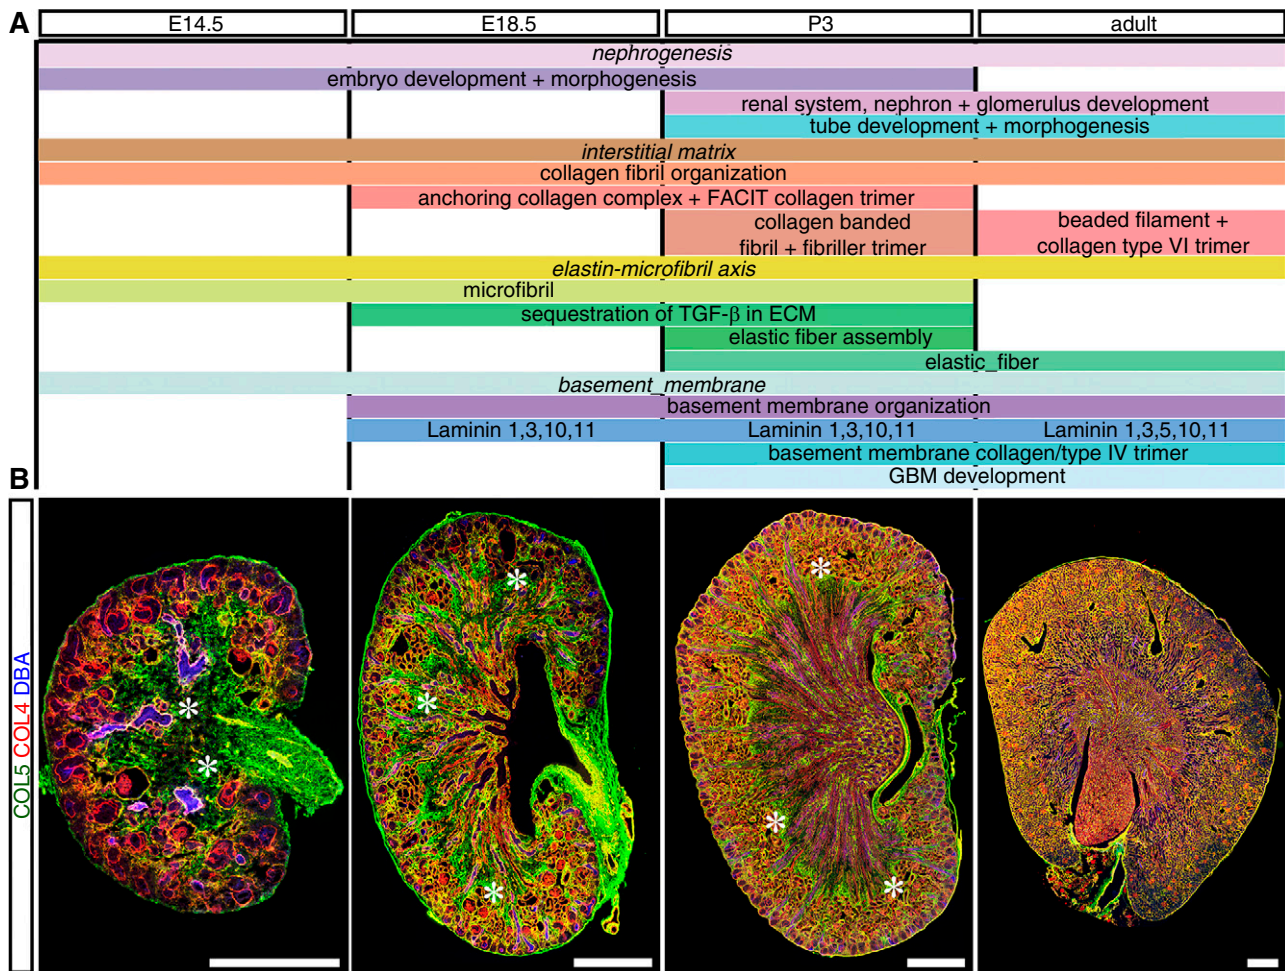 A
E14.5 E18.5 P3 adult
nephrogenesis
embryo development + morphogenesis
renal system, nephron + glomerulus development
tube development + morphogenesis
interstitial matrix
collagen fibril organization
anchoring collagen complex + FACIT collagen trimer
collagen banded
fibril + fibriller trimer
beaded filament +
collagen type VI trimer
elastin-microfibril axis
microfibril
sequestration of TGF-β in ECM
elastic fiber assembly
elastic_fiber
basement_membrane
basement membrane organization
Laminin 1,3,10,11 Laminin 1,3,10,11 Laminin 1,3,5,10,11
basement membrane collagen/type IV trimer
GBM development
B
COL5 COL4 DBA
* *
* * *
* * *